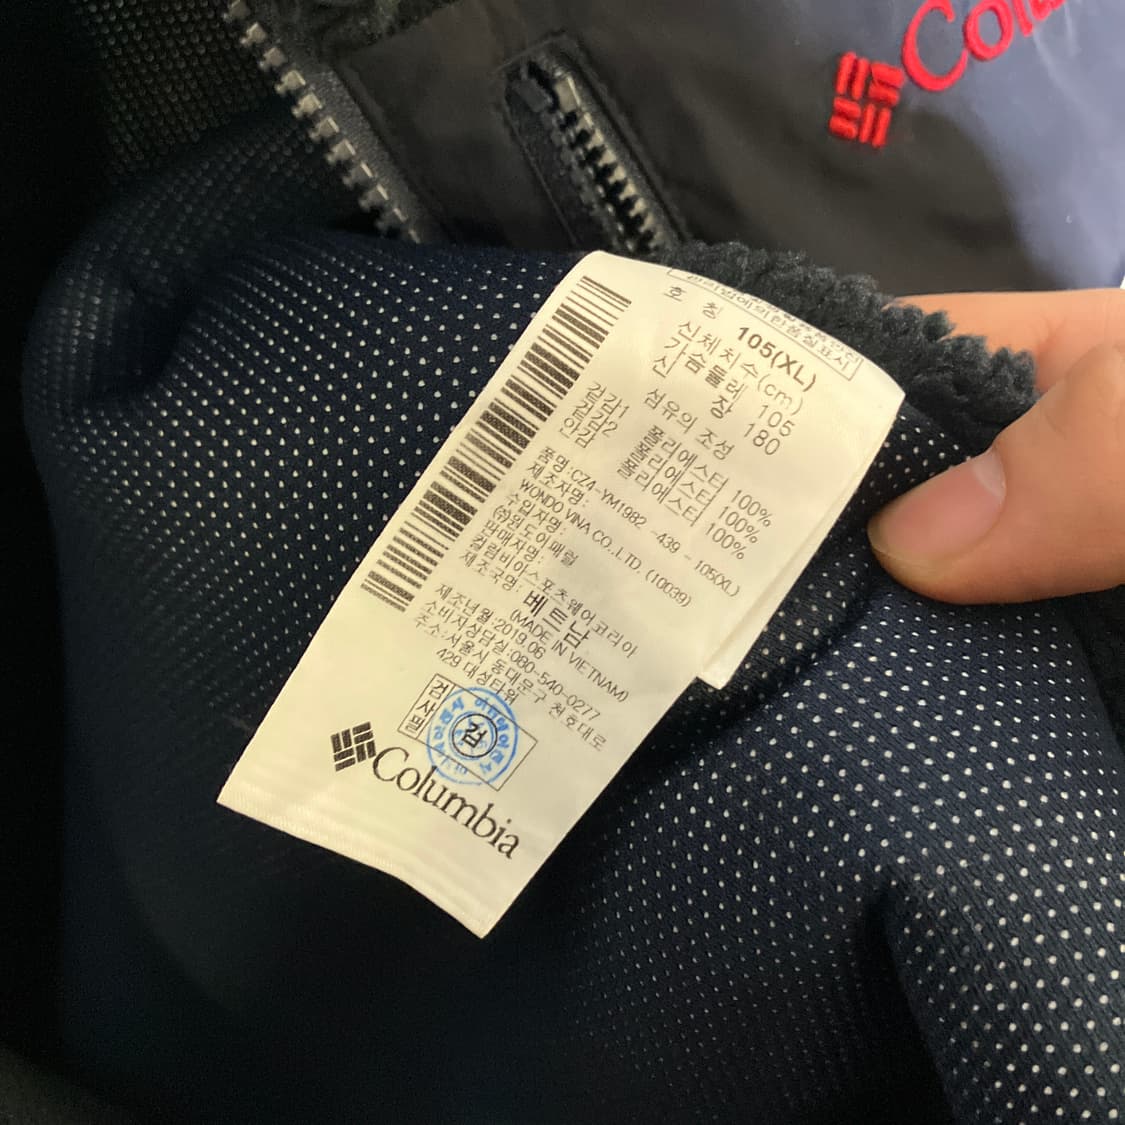 Colu
호칭 105(XL)
신체치수(cm)
가슴둘레 105
신장 180
섬유의 조성
겉감1 폴리에스터 100%
겉감2 폴리에스터 100%
안감 폴리에스터 100%
품명:CZ4-YM1982 -439 - 105(XL)
제조자명:
WONDO VINA CO.,LTD. (10039)
수입자명:
㈜원도어패럴
판매자명:
컬럼비아스포츠웨어코리아
제조국명: 베트남
(MADE IN VIETNAM)
제조년월:2019.06
소비자상담실:080-540-0277
주소:서울시 동대문구 천호대로
429 대성타워
검사필
검
Columbia